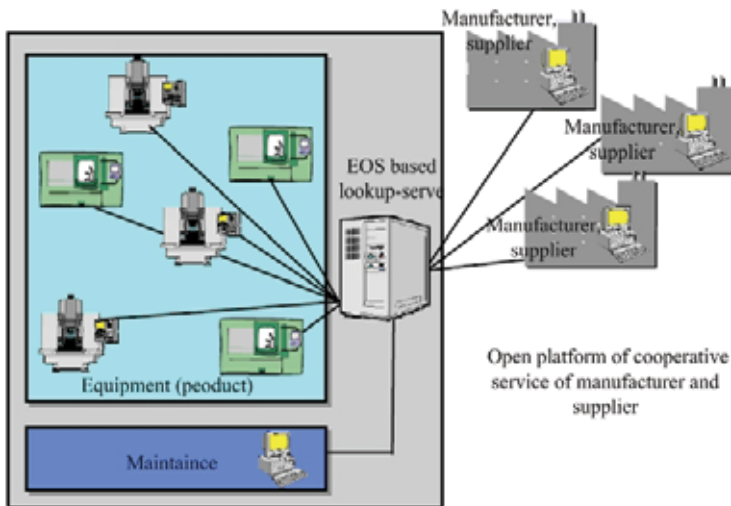 Manufacturer,
supplier
Manufacturer,
supplier
EOS based
lookup-serve
Manufacturer,
supplier
Open platform of cooperative
service of manufacturer and
supplier
Equipment (peoduct)
Maintaince